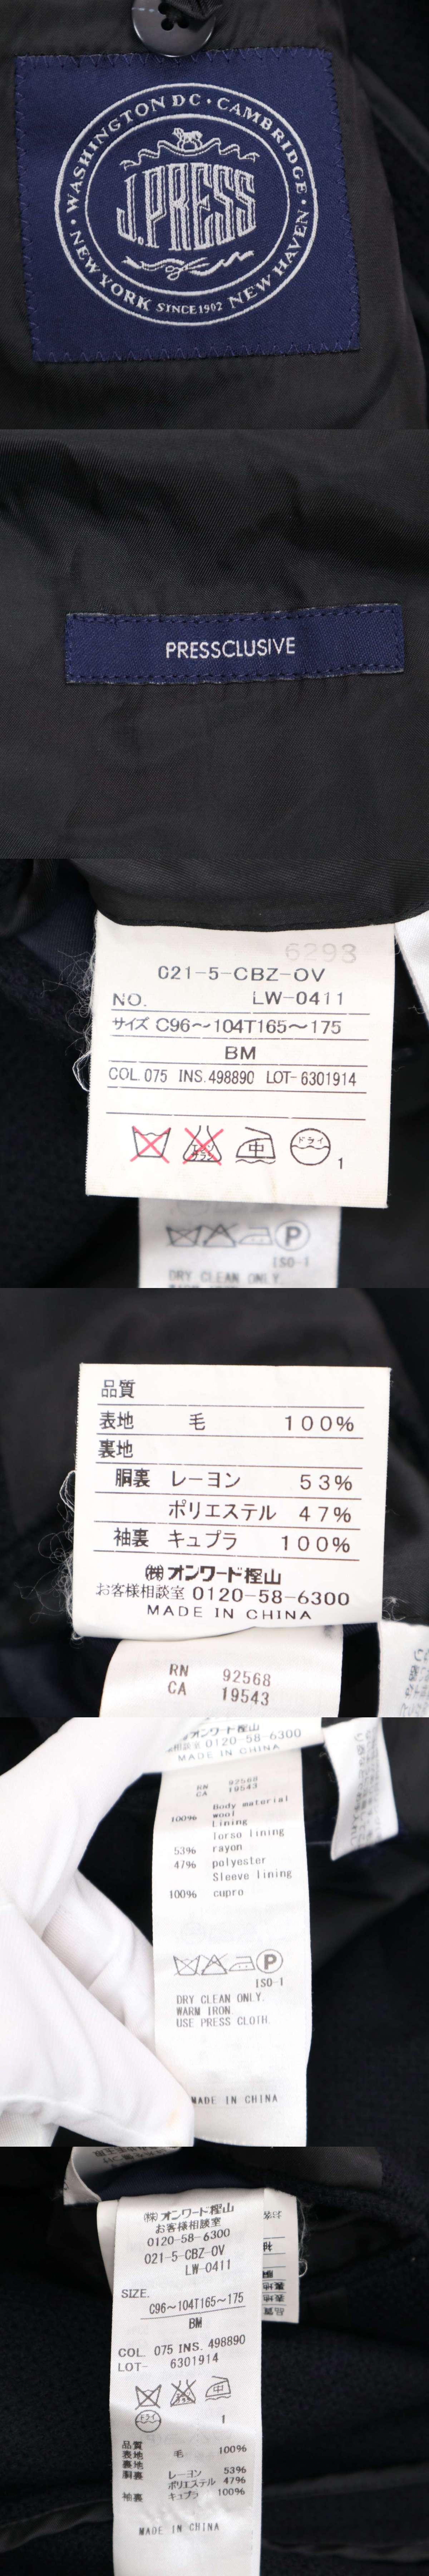 WASHINGTON DC • CAMBRIDGE • NEW HAVEN • NEW YORK •
J.PRESS
SINCE 1902
PRESSCLUSIVE
6293
021-5-CBZ-OV
NO. LW-0411
サイズ C96〜104T165〜175
BM
COL.075 INS.498890 LOT-6301914
エンソ
サラシ
中
ドライ
1
P
ISO-1
DRY CLEAN ONLY.
品質
表地 毛 100%
裏地
胴裏 レーヨン 53%
ポリエステル 47%
袖裏 キュプラ 100%
㈱オンワード樫山
お客様相談室 0120-58-6300
MADE IN CHINA
RN 92568
CA 19543
オンワード樫山
相談室 0120-58-6300
MADE IN CHINA
RN 92568
CA 19543
Body material
100% wool
Lining
Torso lining
53% rayon
47% polyester
Sleeve lining
100% cupro
P
ISO-1
DRY CLEAN ONLY.
WARM IRON.
USE PRESS CLOTH.
MADE IN CHINA
㈱オンワード樫山
お客様相談室
0120-58-6300
021-5-CBZ-OV
LW-0411
SIZE.
C96〜104T165〜175
BM
COL. 075 INS. 498890
LOT- 6301914
中
ドライ
1
品質
表地 毛 100%
裏地
胴裏 レーヨン 53%
ポリエステル 47%
袖裏 キュプラ 100%
MADE IN CHINA